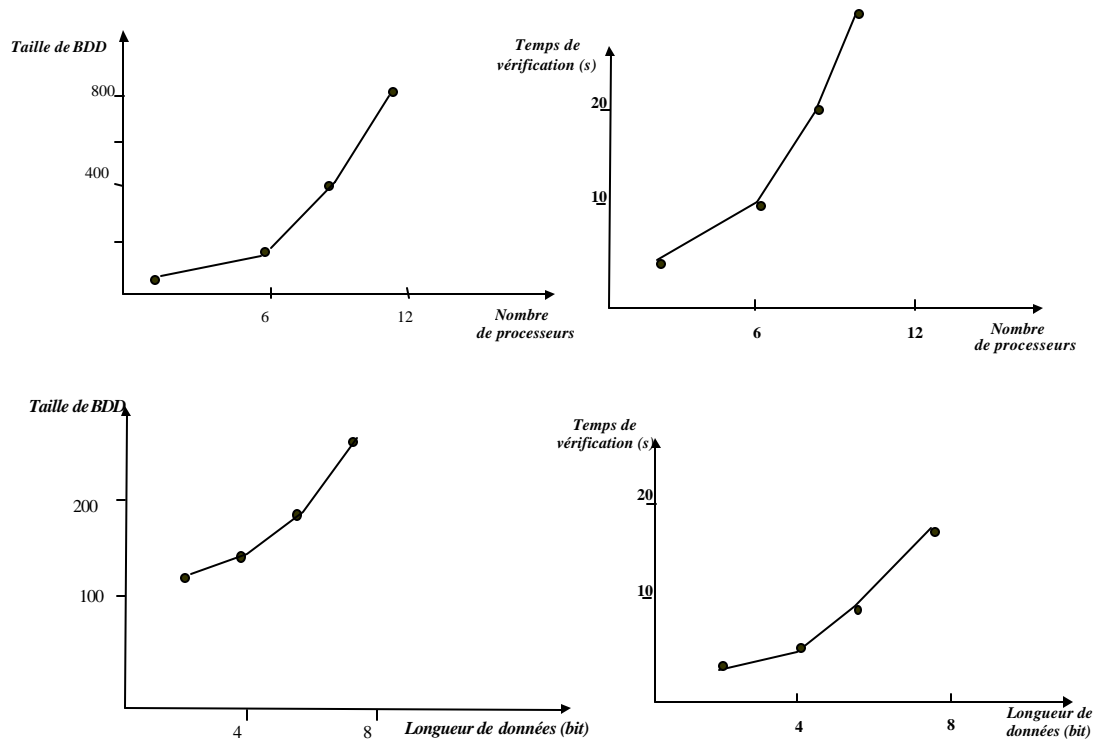 Taille de BDD
800
400
6
12
Nombre
de processeurs
Temps de
vérification (s)
20
10
6
12
Nombre
de processeurs
Taille de BDD
200
100
4
8
Longueur de données (bit)
Temps de
vérification (s)
20
10
4
8
Longueur de
données (bit)